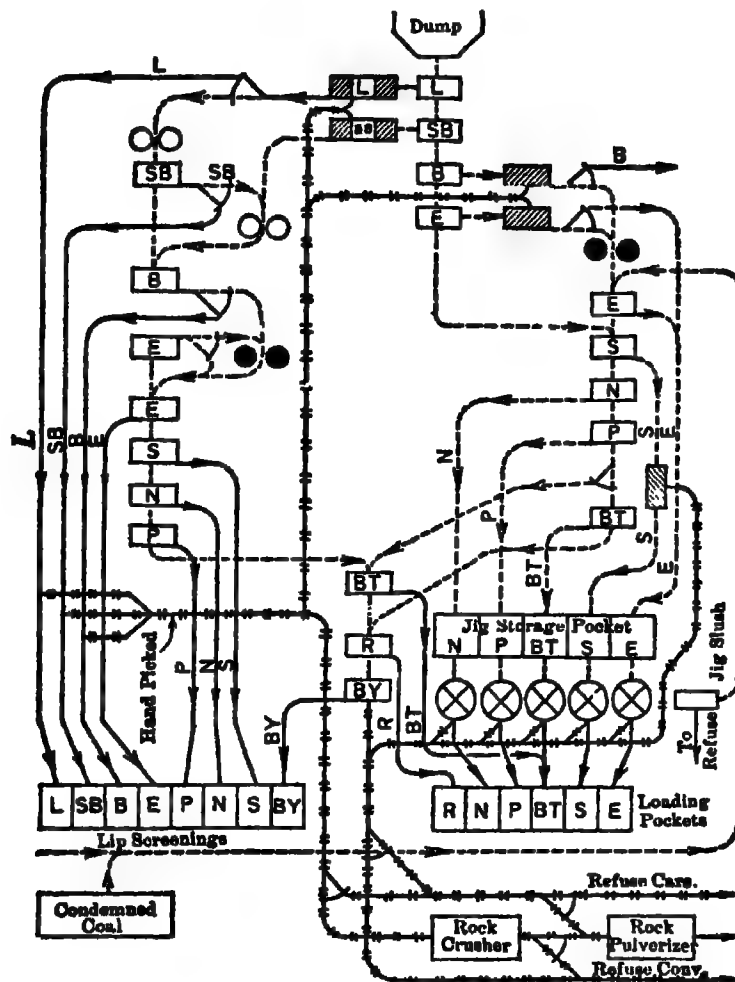 Dump
L
L
L
SB
B
SB
SB
B
B
E
E
E
S
B
N
E
P
E
S
N
P
L
SB
B
E
N
P
S
E
BT
BT
S
E
BT
Jig Storage Pocket
N P BT S E
R
BY
Hand Picked
P
N
S
BY
R
BT
Jig Slush
To Refuse
L SB B E P N S BY
R N P BT S E
Loading Pockets
Lip Screenings
Condemned
Coal
Refuse Cars.
Rock
Crusher
Rock
Pulverizer
Refuse Conv.